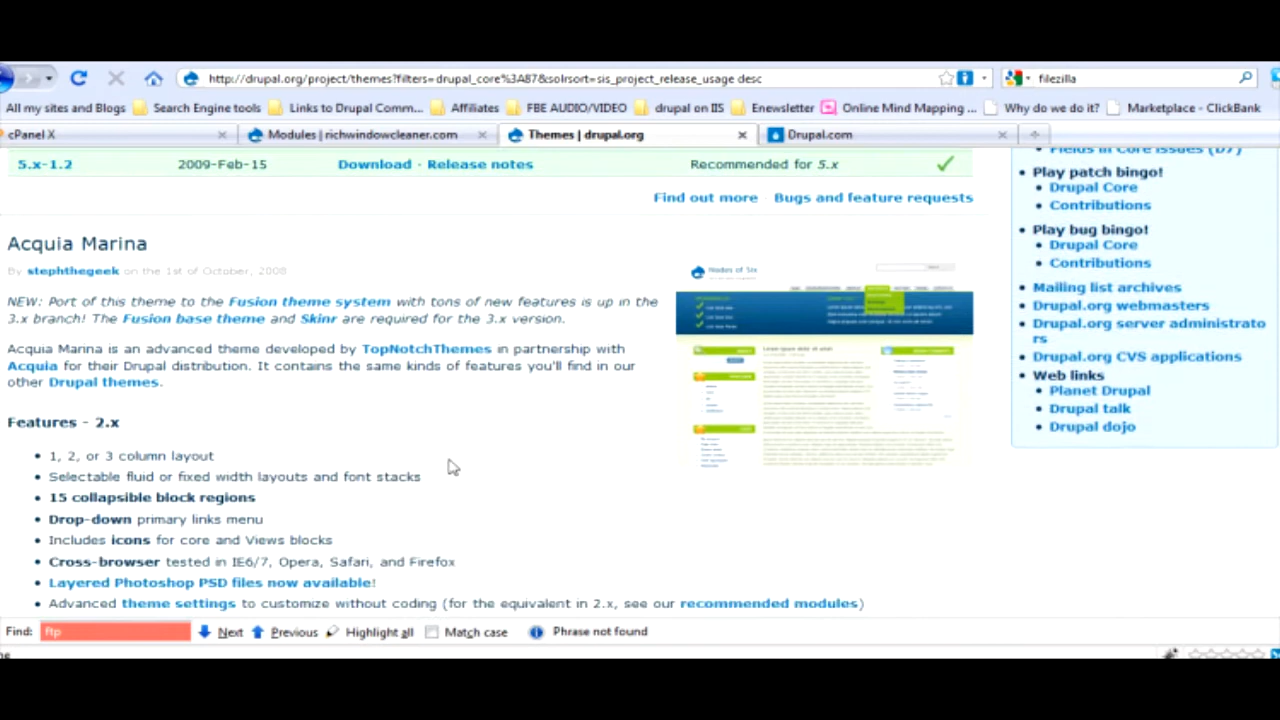 http://drupal.org/project/themes?filters=drupal_core%3A87&solrsort=sis_project_release_usage desc
filezilla
All my sites and Blogs Search Engine tools Links to Drupal Comm... Affiliates FBE AUDIO/VIDEO drupal on IIS Enewsletter Online Mind Mapping ... Why do we do it? Marketplace - ClickBank
cPanel X Modules | richwindowcleaner.com Themes | drupal.org Drupal.com
5.x-1.2 2009-Feb-15 Download · Release notes Recommended for 5.x
Find out more · Bugs and feature requests
Acquia Marina
By stephthegeek on the 1st of October, 2008
NEW: Port of this theme to the Fusion theme system with tons of new features is up in the
3.x branch! The Fusion base theme and Skinr are required for the 3.x version.
Acquia Marina is an advanced theme developed by TopNotchThemes in partnership with
Acquia for their Drupal distribution. It contains the same kinds of features you'll find in our
other Drupal themes.
Features - 2.x
1, 2, or 3 column layout
Selectable fluid or fixed width layouts and font stacks
15 collapsible block regions
Drop-down primary links menu
Includes icons for core and Views blocks
Cross-browser tested in IE6/7, Opera, Safari, and Firefox
Layered Photoshop PSD files now available!
Advanced theme settings to customize without coding (for the equivalent in 2.x, see our recommended modules)
Nodes of Six
Fields in Core issues (D7)
Play patch bingo!
Drupal Core
Contributions
Play bug bingo!
Drupal Core
Contributions
Mailing list archives
Drupal.org webmasters
Drupal.org server administrato
rs
Drupal.org CVS applications
Web links
Planet Drupal
Drupal talk
Drupal dojo
Find: ftp Next Previous Highlight all Match case Phrase not found